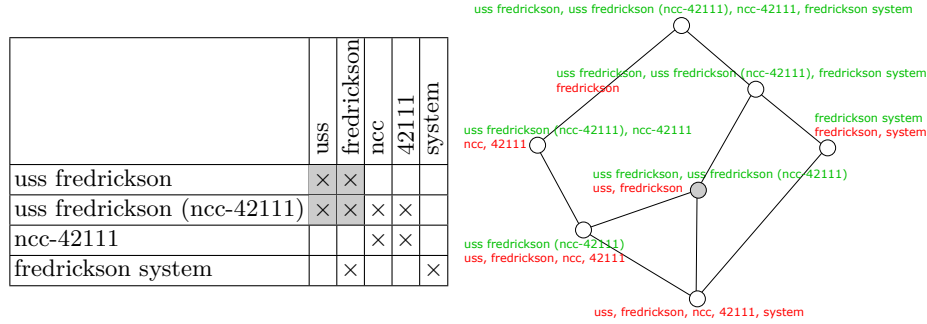 uss
fredrickson
ncc
42111
system
uss fredrickson × ×
uss fredrickson (ncc-42111) × × × ×
ncc-42111 × ×
fredrickson system × ×
uss fredrickson, uss fredrickson (ncc-42111), ncc-42111, fredrickson system
uss fredrickson, uss fredrickson (ncc-42111), fredrickson system
fredrickson
fredrickson system
fredrickson, system
uss fredrickson (ncc-42111), ncc-42111
ncc, 42111
uss fredrickson, uss fredrickson (ncc-42111)
uss, fredrickson
uss fredrickson (ncc-42111)
uss, fredrickson, ncc, 42111
uss, fredrickson, ncc, 42111, system